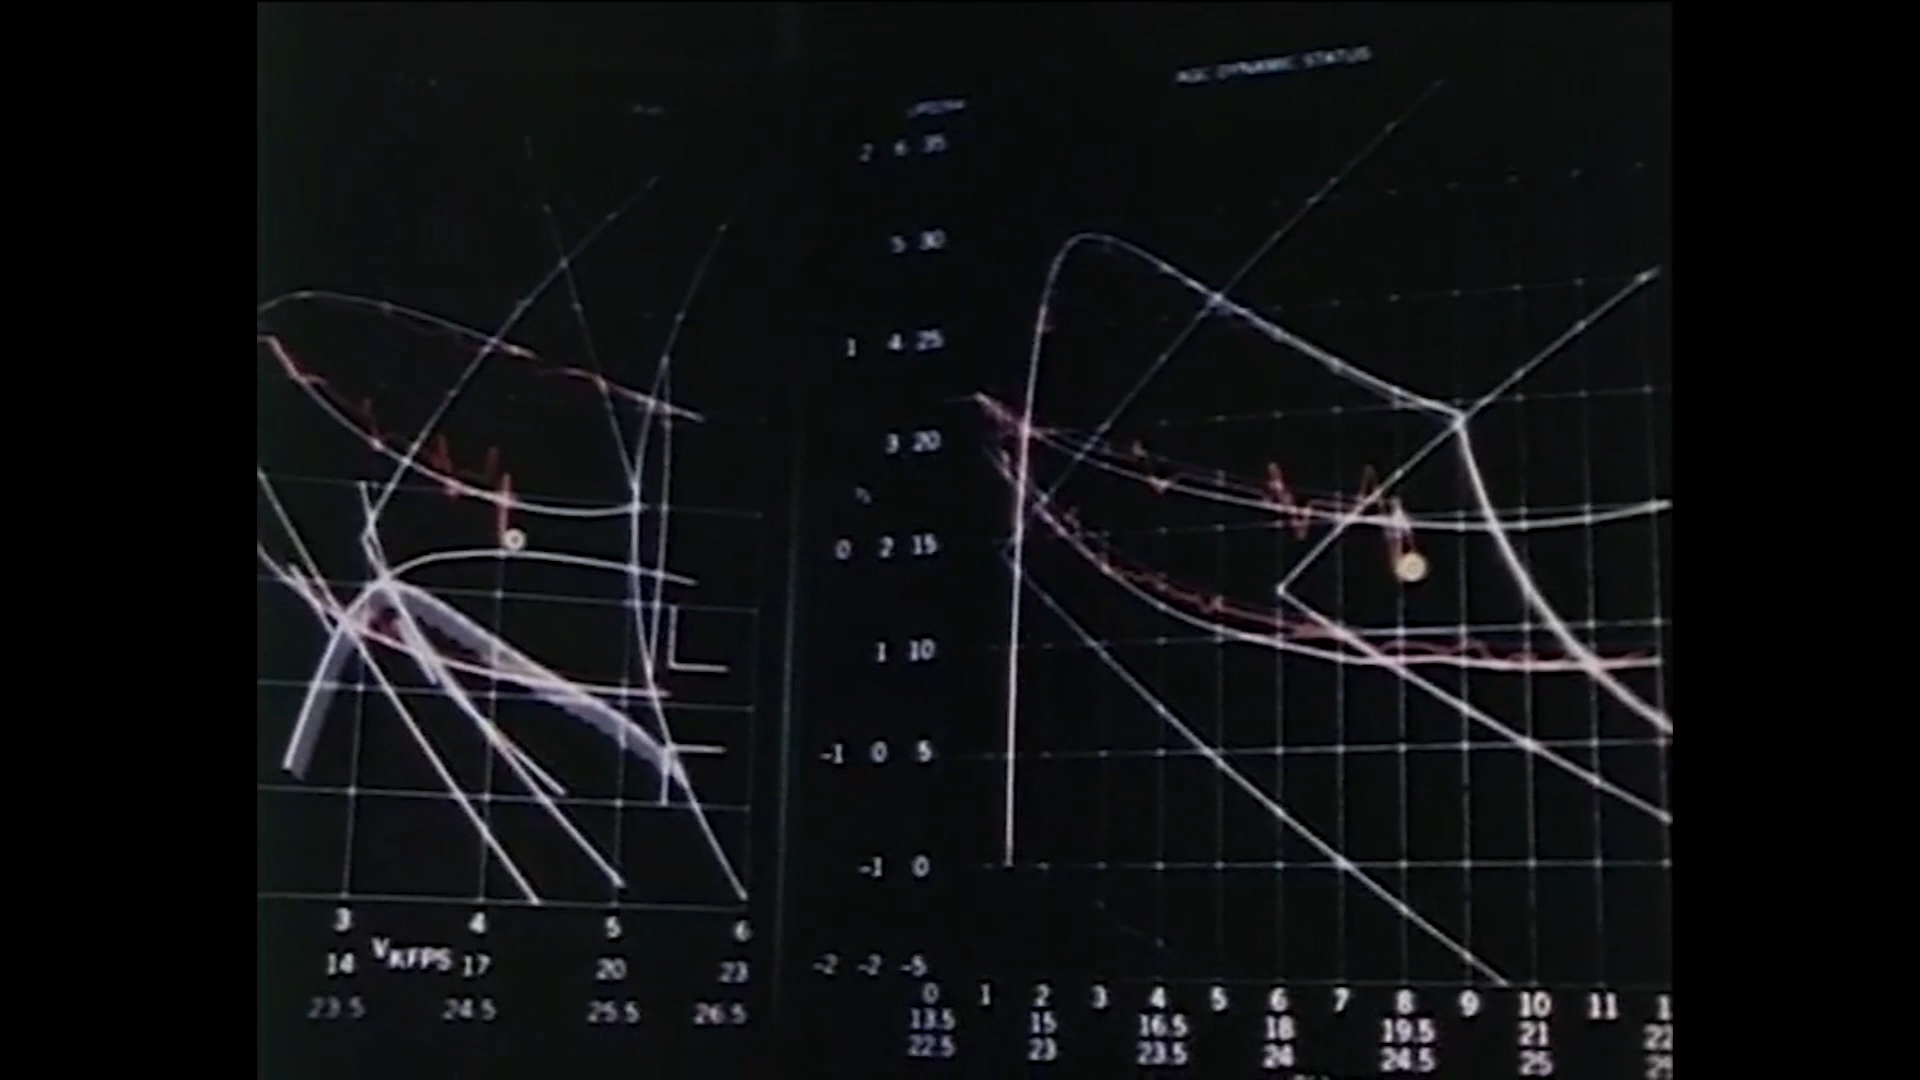 AGC DYNAMIC STATUS
2 6 35
5 30
1 4 25
3 20
0 2 15
1 10
-1 0 5
-1 0
-2 -2 -5
3 4 5 6
VKFPS
14 17 20 23
23.5 24.5 25.5 26.5
0 1 2 3 4 5 6 7 8 9 10 11
13.5 15 16.5 18 19.5 21
22.5 23 23.5 24 24.5 25